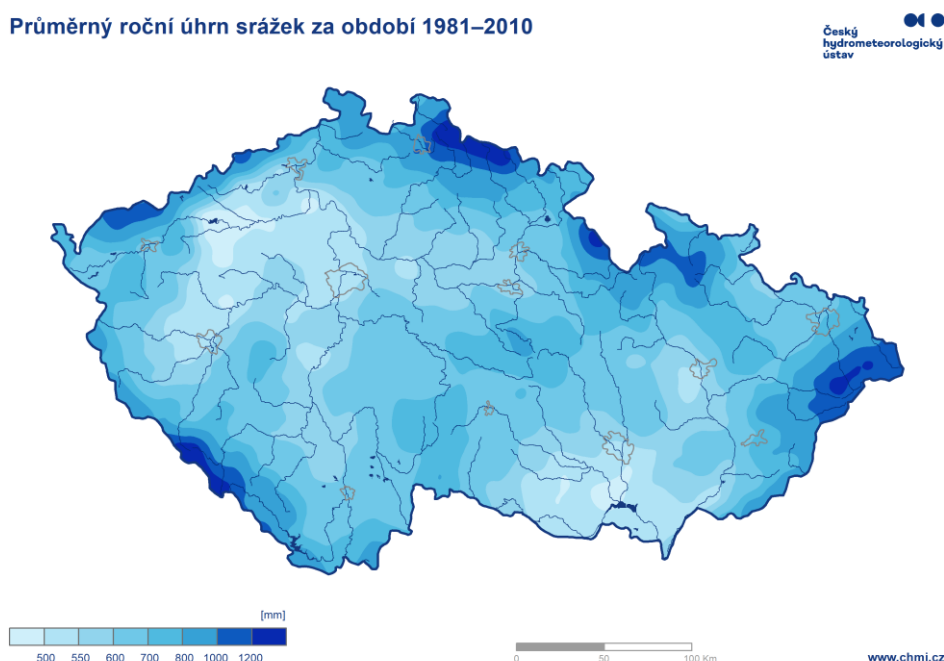 Průměrný roční úhrn srážek za období 1981–2010
Český
hydrometeorologický
ústav
[mm]
500 550 600 700 800 1000 1200
0 50 100 Km
www.chmi.cz